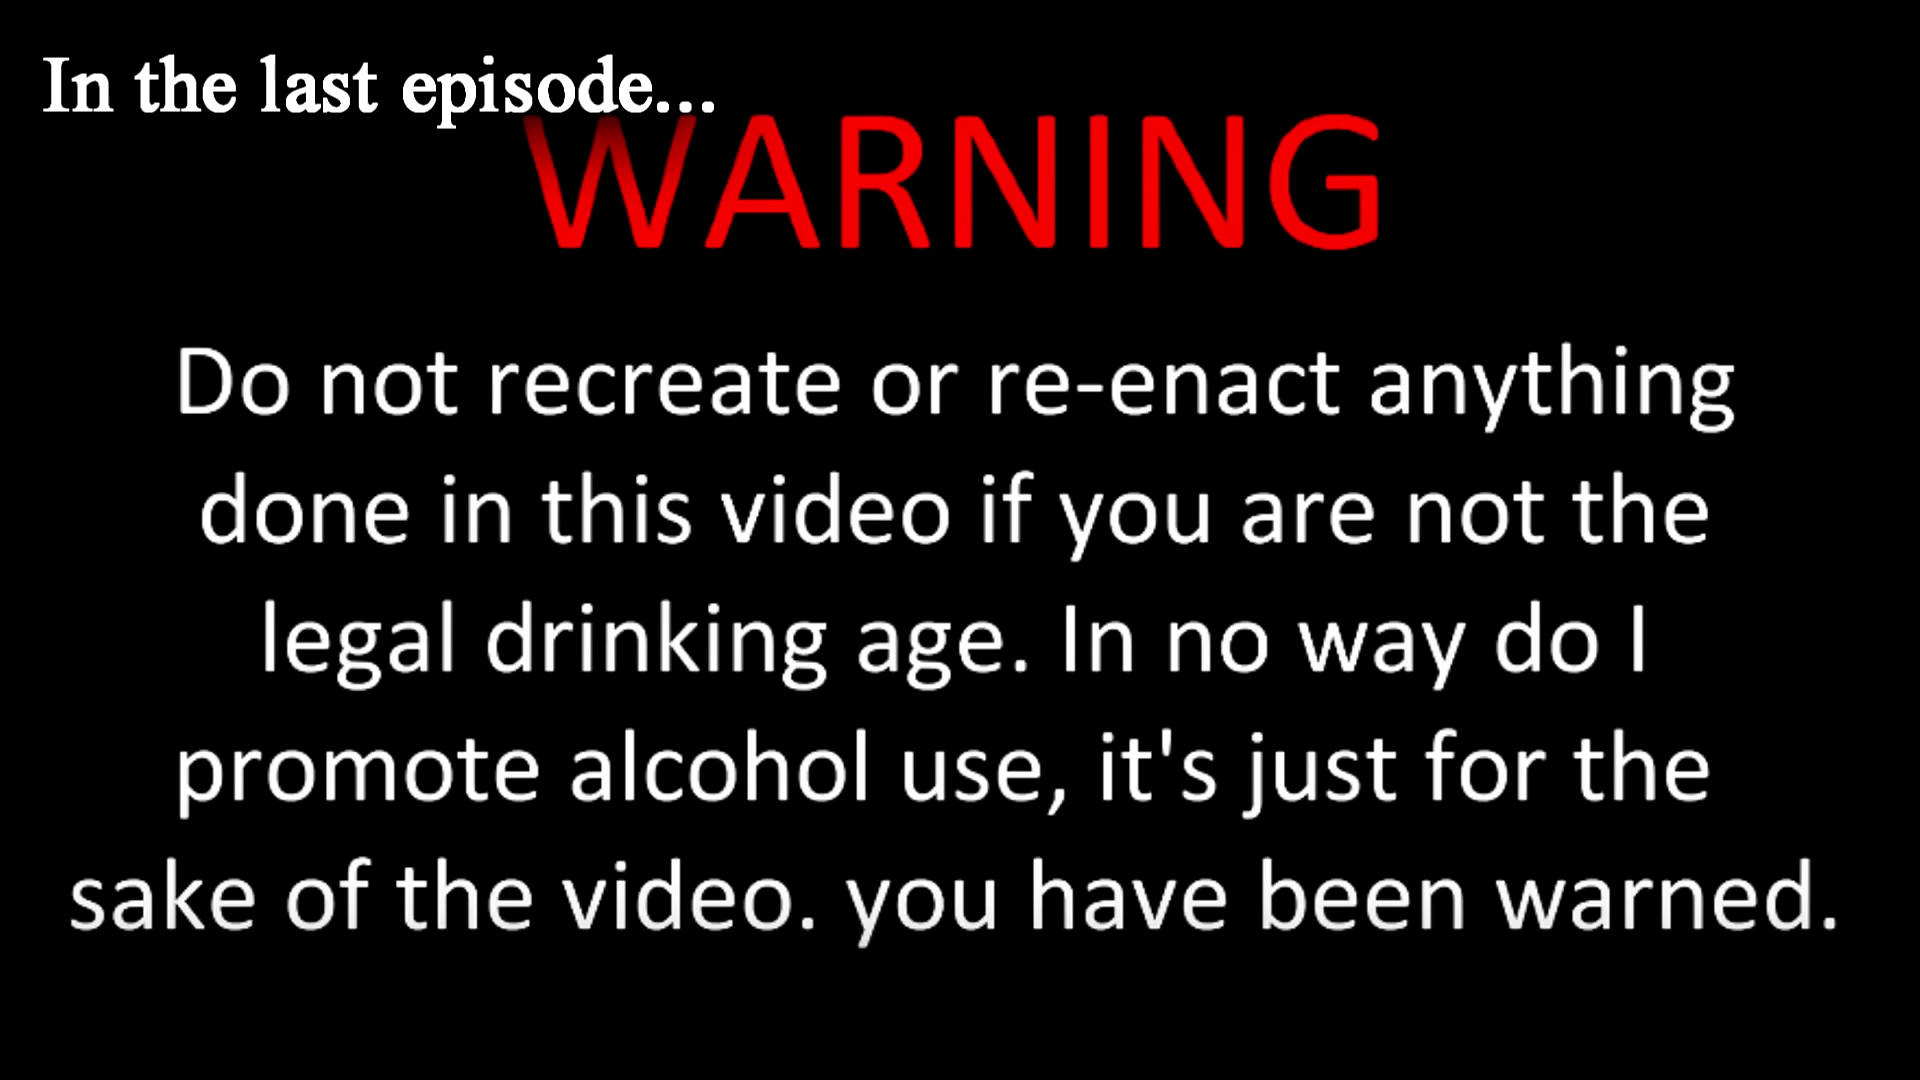 In the last episode...
WARNING
Do not recreate or re-enact anything
done in this video if you are not the
legal drinking age. In no way do I
promote alcohol use, it's just for the
sake of the video. you have been warned.